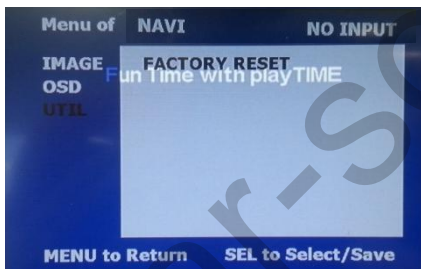 Menu of NAVI NO INPUT
IMAGE FACTORY RESET
Fun Time with playTIME
OSD
UTIL
MENU to Return SEL to Select/Save